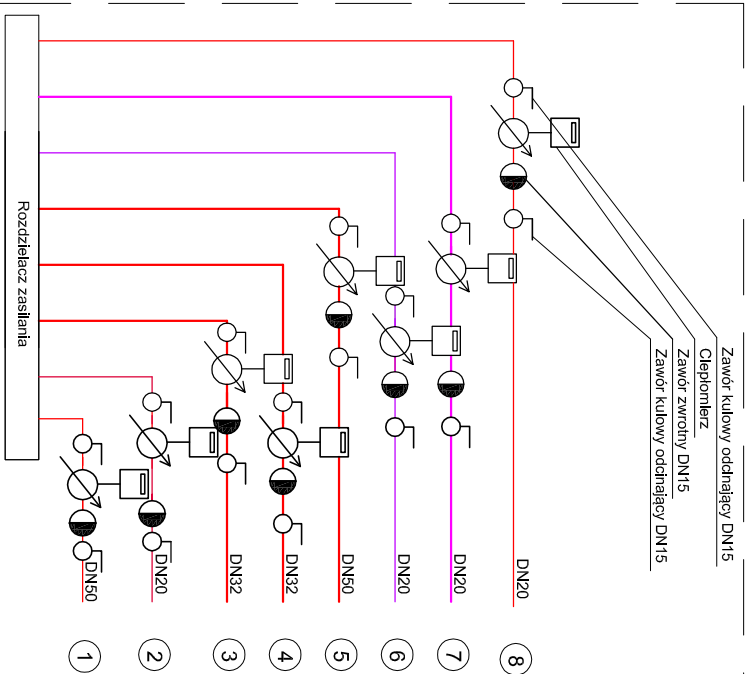 Zawór kulowy oddnający DN15
Ciepłomierz
Zawór zwrotny DN15
Zawór kulowy odcinający DN15
Rozdzielacz zasilania
DN50
DN20
DN32
DN32
DN50
DN20
DN20
DN20
1
2
3
4
5
6
7
8